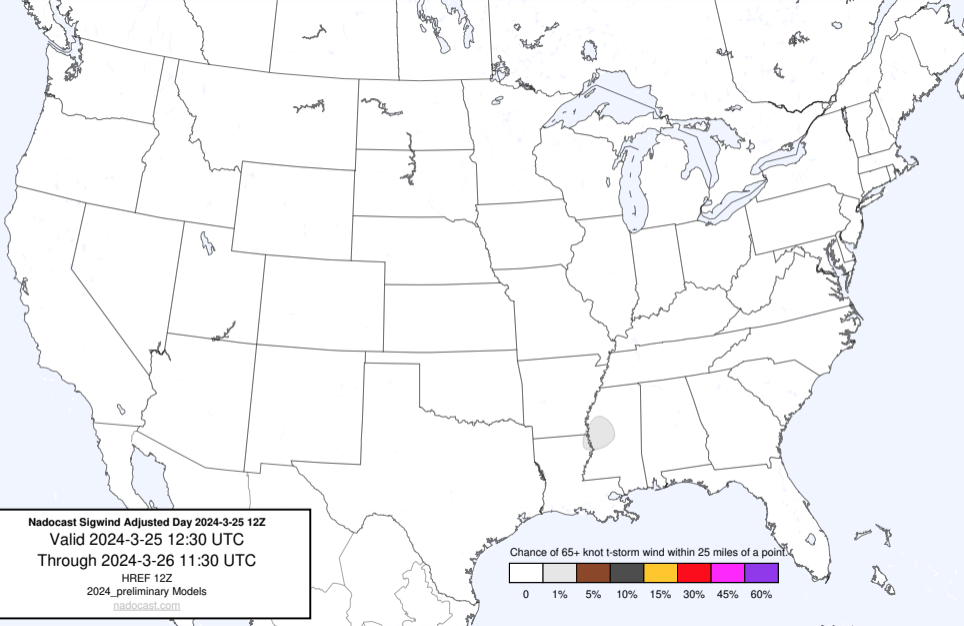 Nadocast Sigwind Adjusted Day 2024-3-25 12Z
Valid 2024-3-25 12:30 UTC
Through 2024-3-26 11:30 UTC
HREF 12Z
2024_preliminary Models
nadocast.com
Chance of 65+ knot t-storm wind within 25 miles of a point.
0 1% 5% 10% 15% 30% 45% 60%